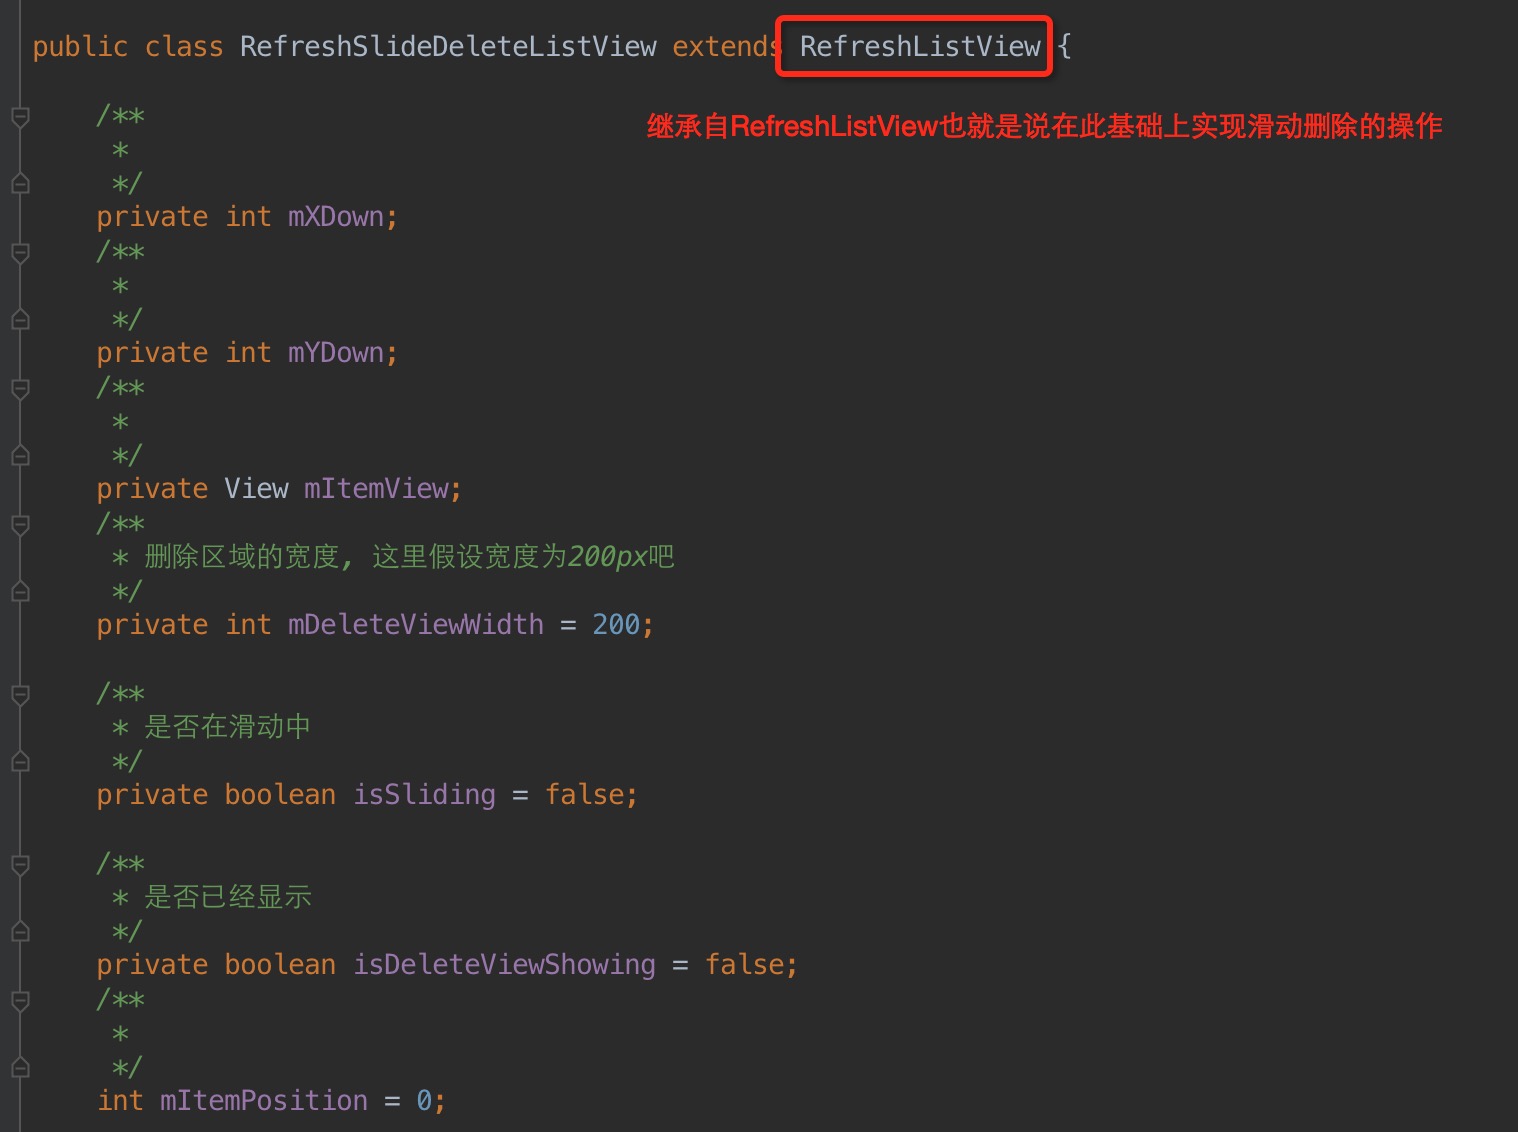 public class RefreshSlideDeleteListView extends RefreshListView {
/**
继承自RefreshListView也就是说在此基础上实现滑动删除的操作
*
*/
private int mXDown;
/**
*
*/
private int mYDown;
/**
*
*/
private View mItemView;
/**
* 删除区域的宽度, 这里假设宽度为200px吧
*/
private int mDeleteViewWidth = 200;
/**
* 是否在滑动中
*/
private boolean isSliding = false;
/**
* 是否已经显示
*/
private boolean isDeleteViewShowing = false;
/**
*
*/
int mItemPosition = 0;